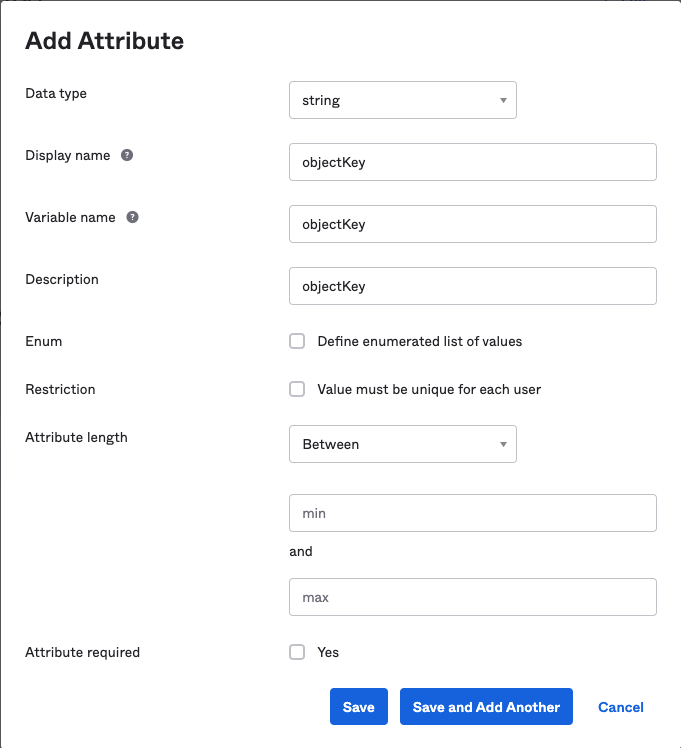 Add Attribute
Data type
string
Display name ?
objectKey
Variable name ?
objectKey
Description
objectKey
Enum
Define enumerated list of values
Restriction
Value must be unique for each user
Attribute length
Between
min
and
max
Attribute required
Yes
Save
Save and Add Another
Cancel